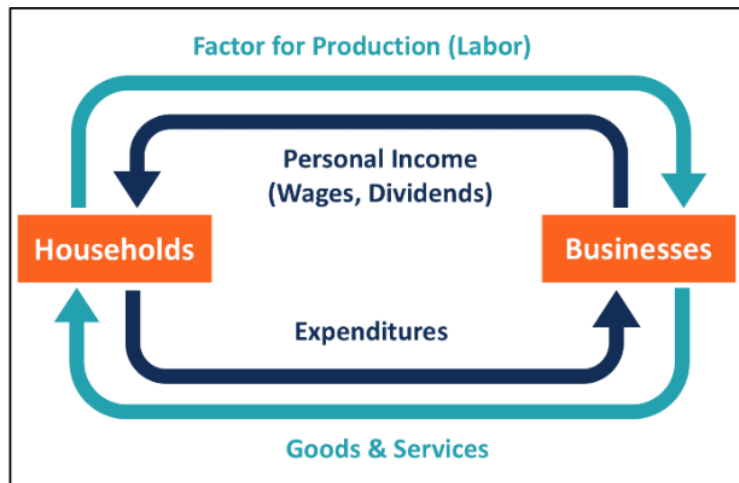 Factor for Production (Labor)
Personal Income
(Wages, Dividends)
Households
Businesses
Expenditures
Goods & Services